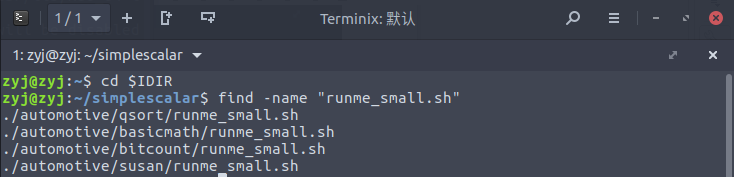 1 / 1
Terminix: 默认
1: zyj@zyj: ~/simplescalar
zyj@zyj:~$ cd $IDIR
zyj@zyj:~/simplescalar$ find -name "runme_small.sh"
./automotive/qsort/runme_small.sh
./automotive/basicmath/runme_small.sh
./automotive/bitcount/runme_small.sh
./automotive/susan/runme_small.sh